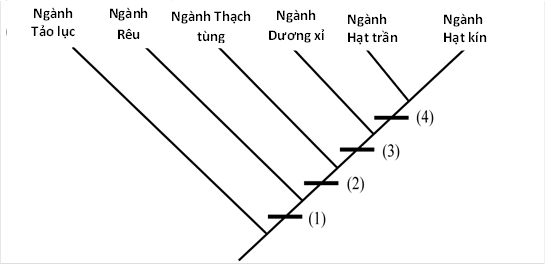 Ngành
Tảo lục
Ngành
Rêu
Ngành Thạch
tùng
Ngành
Dương xỉ
Ngành
Hạt trần
Ngành
Hạt kín
(4)
(3)
(2)
(1)